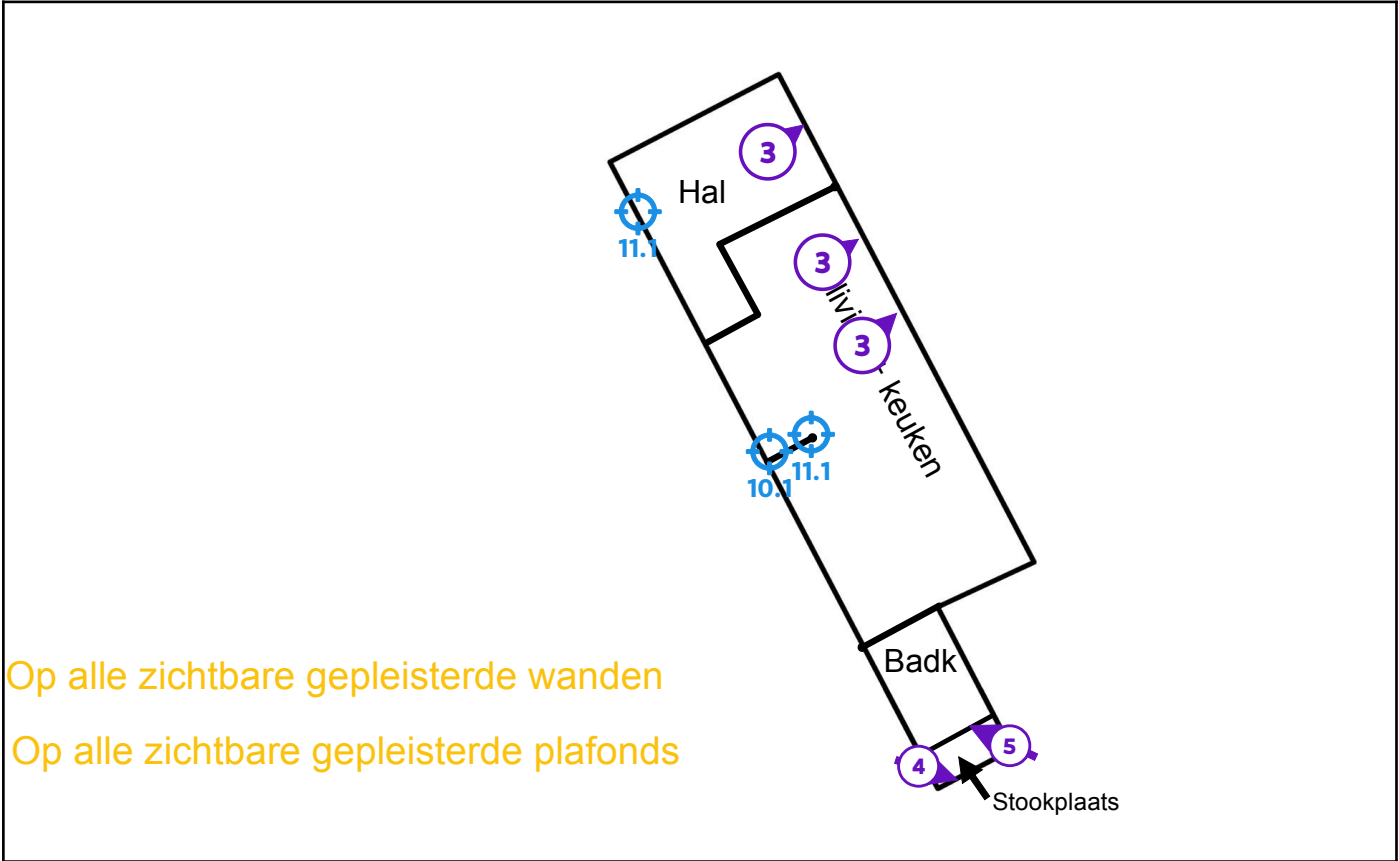 3
Hal
11.1
3
3
- keuken
11.1
10.1
Badk
Op alle zichtbare gepleisterde wanden
Op alle zichtbare gepleisterde plafonds
5
4
Stookplaats